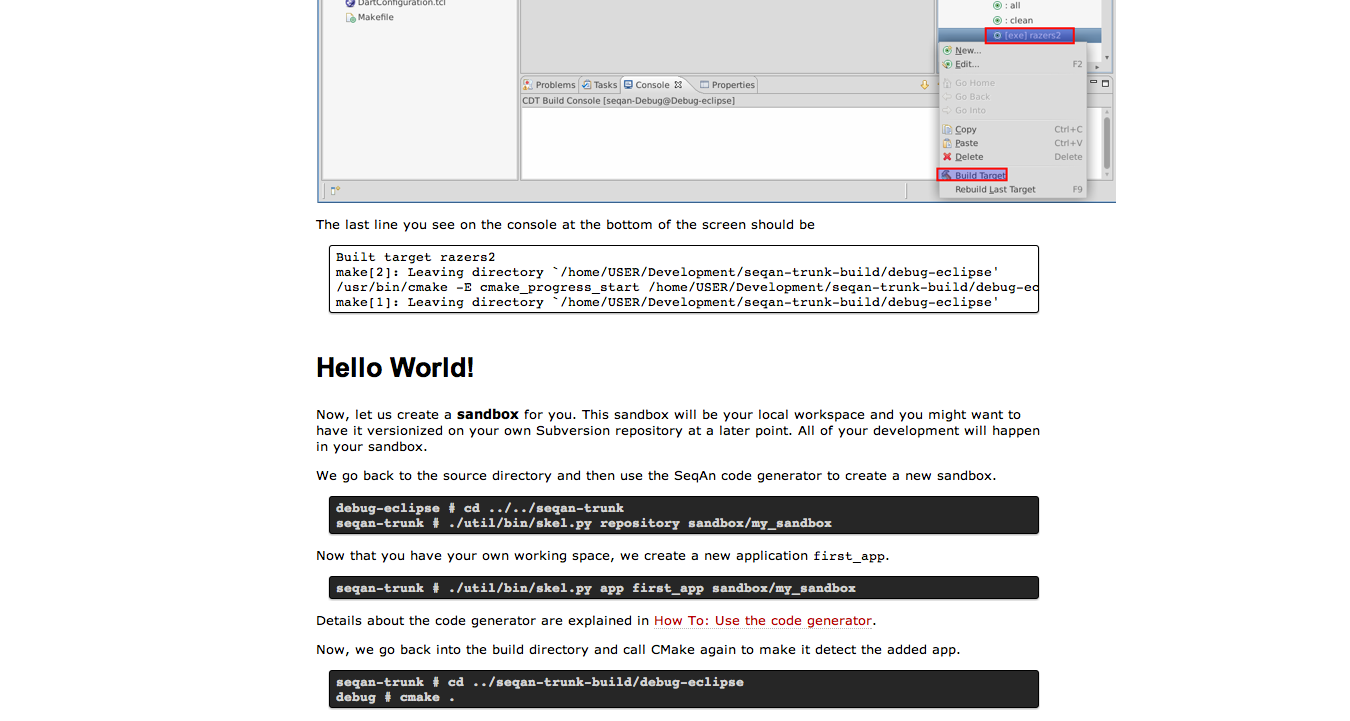 DartConfiguration.tcl
Makefile
: all
: clean
[exe] razers2
New...
Edit... F2
Go Home
Go Back
Go Into
Copy Ctrl+C
Paste Ctrl+V
Delete Delete
Build Target
Rebuild Last Target F9
Problems Tasks Console Properties
CDT Build Console [seqan-Debug@Debug-eclipse]
The last line you see on the console at the bottom of the screen should be
Built target razers2
make[2]: Leaving directory `/home/USER/Development/seqan-trunk-build/debug-eclipse'
/usr/bin/cmake -E cmake_progress_start /home/USER/Development/seqan-trunk-build/debug-ec
make[1]: Leaving directory `/home/USER/Development/seqan-trunk-build/debug-eclipse'
Hello World!
Now, let us create a sandbox for you. This sandbox will be your local workspace and you might want to
have it versionized on your own Subversion repository at a later point. All of your development will happen
in your sandbox.
We go back to the source directory and then use the SeqAn code generator to create a new sandbox.
debug-eclipse # cd ../../seqan-trunk
seqan-trunk # ./util/bin/skel.py repository sandbox/my_sandbox
Now that you have your own working space, we create a new application first_app.
seqan-trunk # ./util/bin/skel.py app first_app sandbox/my_sandbox
Details about the code generator are explained in How To: Use the code generator.
Now, we go back into the build directory and call CMake again to make it detect the added app.
seqan-trunk # cd ../seqan-trunk-build/debug-eclipse
debug # cmake .